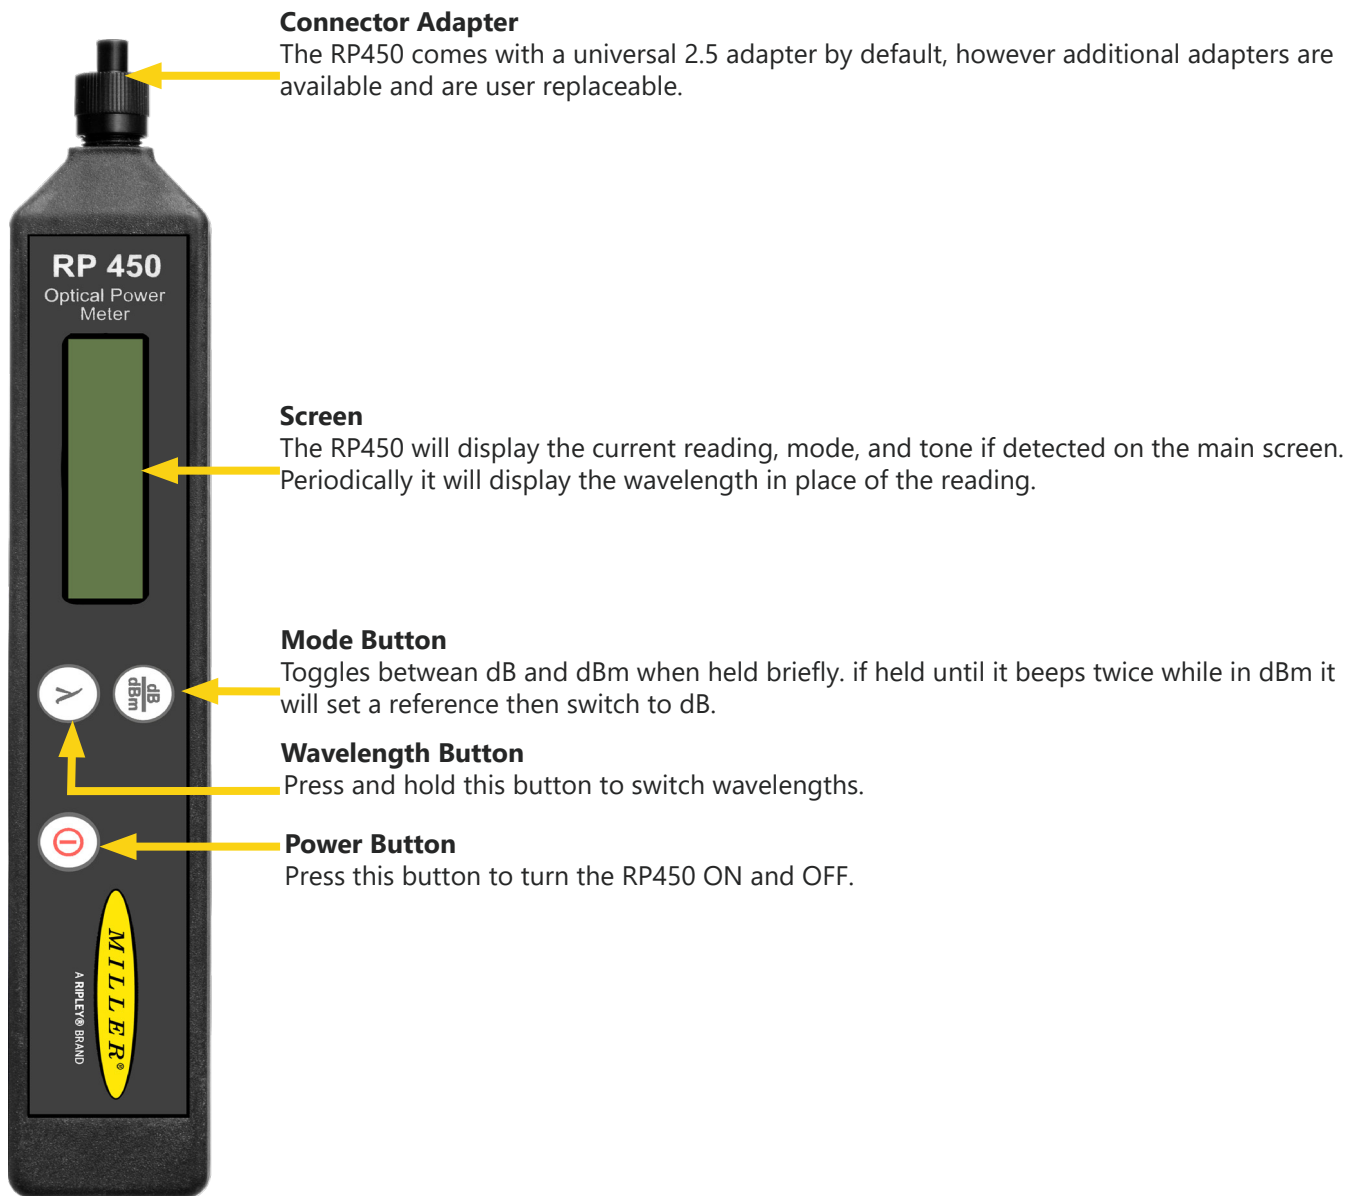 Connector Adapter
The RP450 comes with a universal 2.5 adapter by default, however additional adapters are
available and are user replaceable.
RP 450
Optical Power
Meter
Screen
The RP450 will display the current reading, mode, and tone if detected on the main screen.
Periodically it will display the wavelength in place of the reading.
Mode Button
Toggles betwean dB and dBm when held briefly. if held until it beeps twice while in dBm it
will set a reference then switch to dB.
λ
dB
dBm
Wavelength Button
Press and hold this button to switch wavelengths.
Power Button
Press this button to turn the RP450 ON and OFF.
MILLER®
A RIPLEY® BRAND